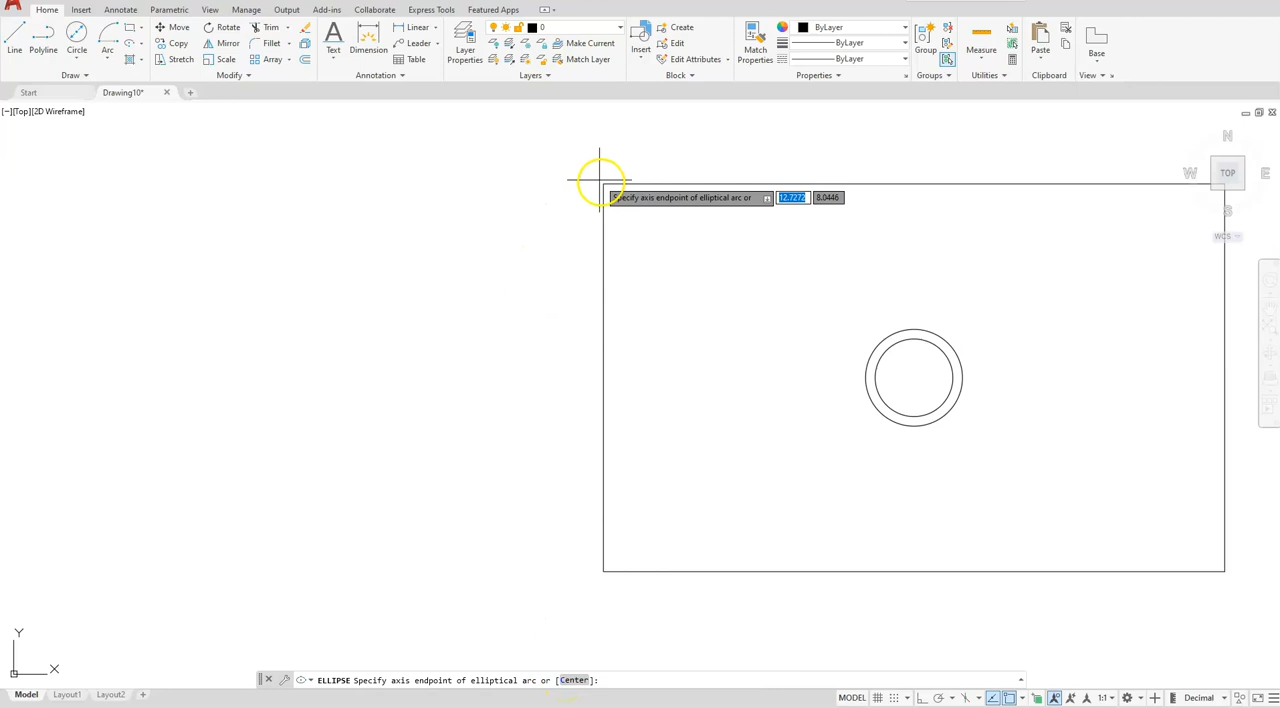 Home Insert Annotate Parametric View Manage Output Add-ins Collaborate Express Tools Featured Apps
Line Polyline Circle Arc
Move Rotate Trim
Copy Mirror Fillet
Stretch Scale Array
Text Dimension
Linear
Leader
Table
Layer Properties
0
Make Current
Match Layer
Insert
Create
Edit
Edit Attributes
Match Properties
ByLayer
ByLayer
ByLayer
Group
Measure
Paste
Base
Draw Modify Annotation Layers Block Properties Groups Utilities Clipboard View
Start Drawing10*
[−][Top][2D Wireframe]
N
W TOP E
S
WCS
Specify axis endpoint of elliptical arc or 12.7272 8.0446
Y
X
ELLIPSE Specify axis endpoint of elliptical arc or [Center]:
Model Layout1 Layout2
MODEL 1:1 Decimal